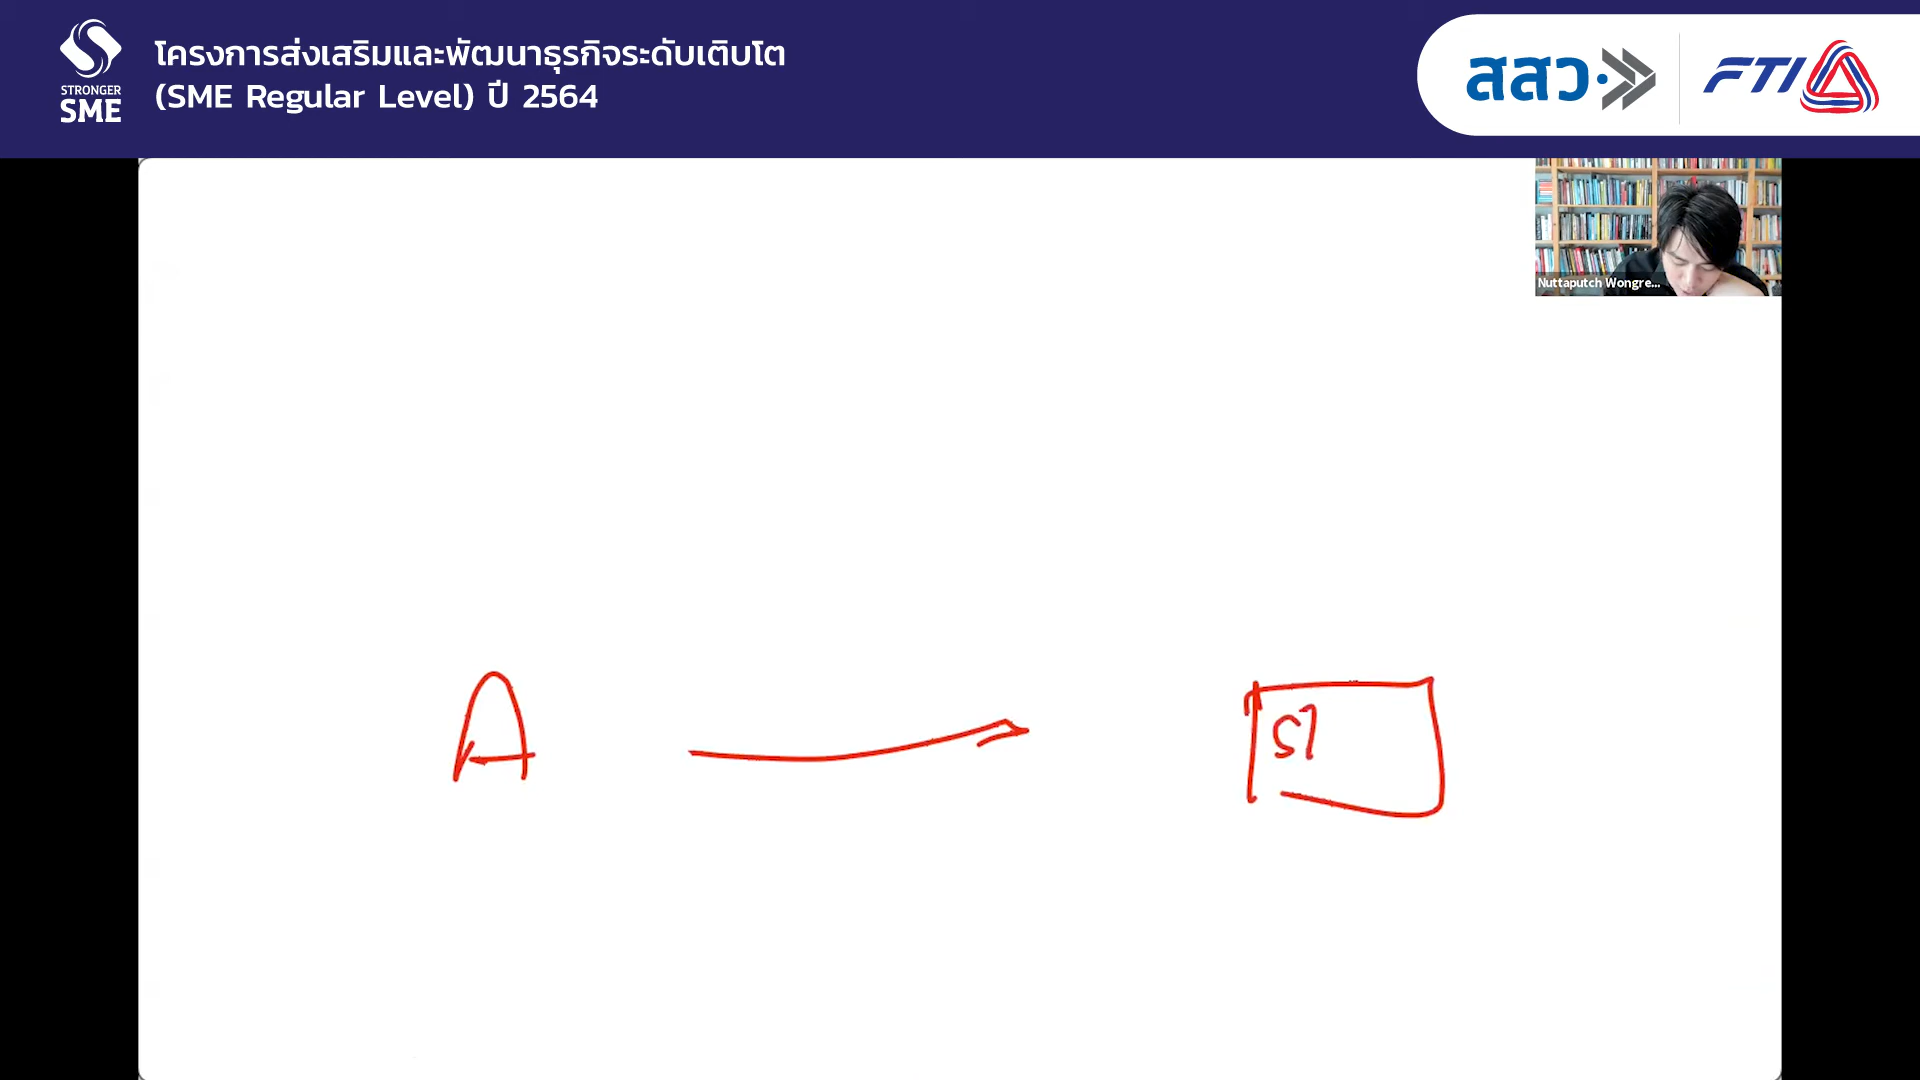 โครงการส่งเสริมและพัฒนาธุรกิจระดับเติบโต
(SME Regular Level) ปี 2564
STRONGER
SME
สสว
FTI
Nuttaputch Wongre...
A